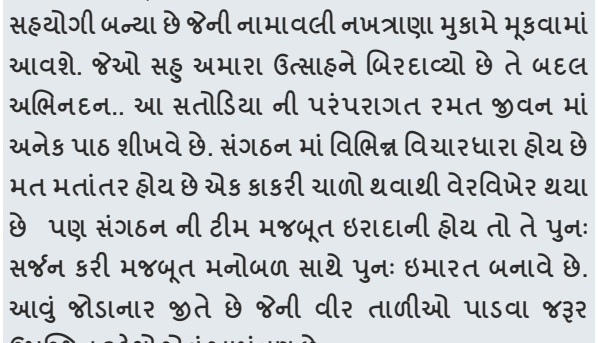 સહયોગી બન્યા છે જેની નામાવલી નખત્રાણા મુકામે મૂકવામાં
આવશે. જેઓ સહુ અમારા ઉત્સાહને બિરદાવ્યો છે તે બદલ
અભિનદન.. આ સતોડિયા ની પરંપરાગત રમત જીવન માં
અનેક પાઠ શીખવે છે. સંગઠન માં વિભિન્ન વિચારધારા હોય છે
મત મતાંતર હોય છે એક કાકરી ચાળો થવાથી વેરવિખેર થયા
છે પણ સંગઠન ની ટીમ મજબૂત ઇરાદાની હોય તો તે પુનઃ
સર્જન કરી મજબૂત મનોબળ સાથે પુનઃ ઇમારત બનાવે છે.
આવું જોડાનાર જીતે છે જેની વીર તાળીઓ પાડવા જરૂર